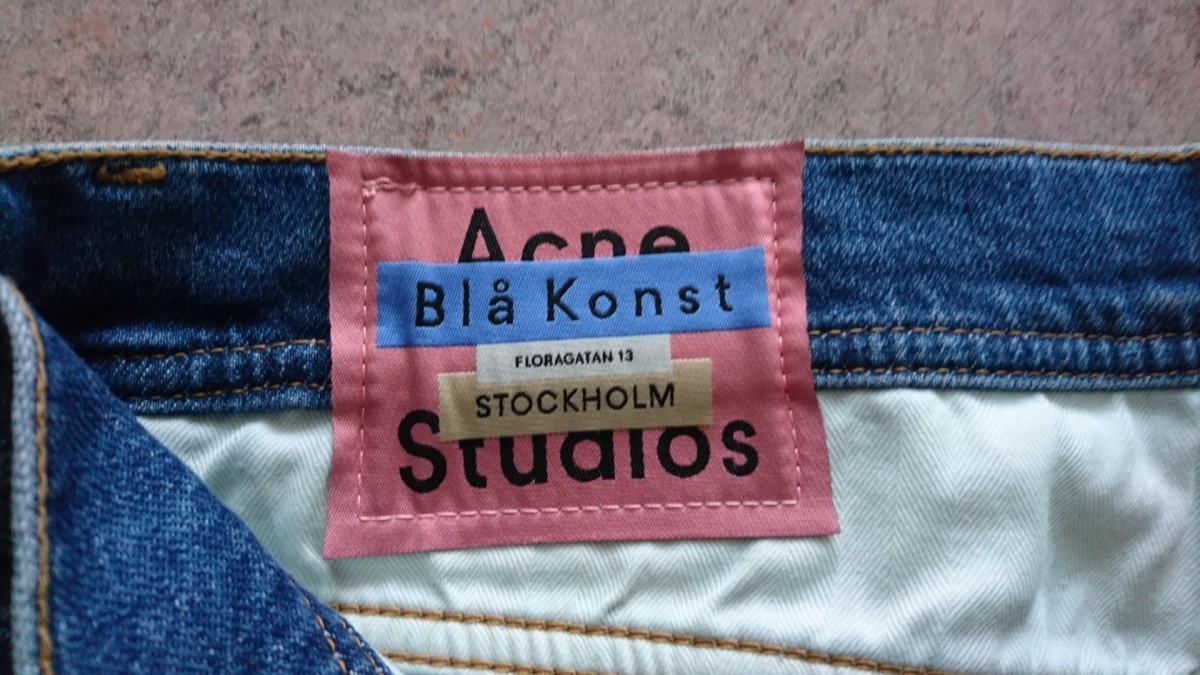 Acne
Blå Konst
FLORAGATAN 13
STOCKHOLM
Studios